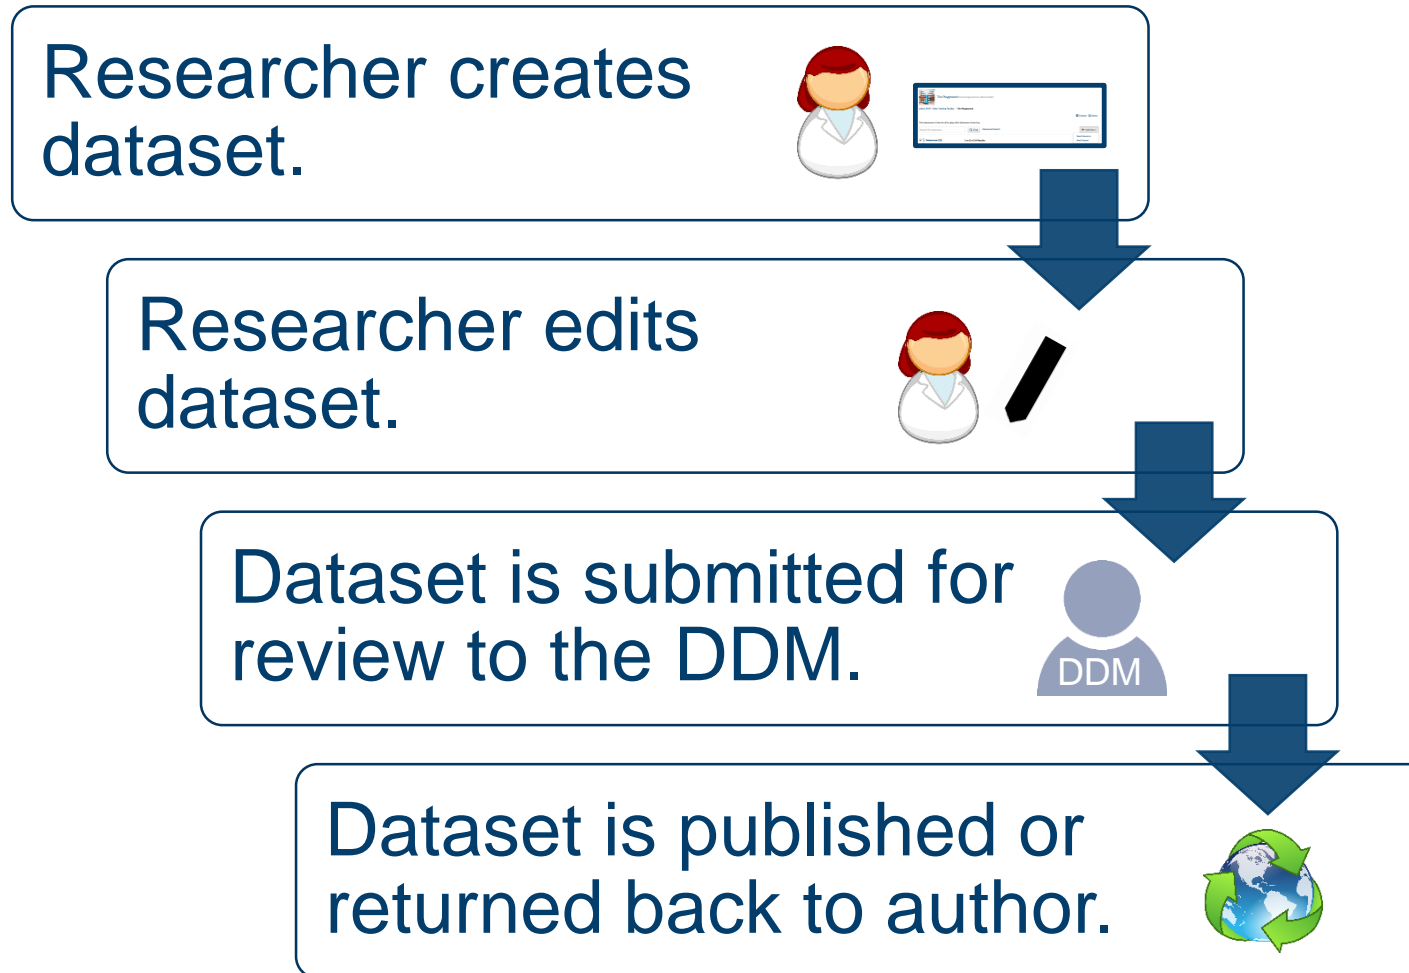 Researcher creates
dataset.
Researcher edits
dataset.
Dataset is submitted for
review to the DDM.
DDM
Dataset is published or
returned back to author.